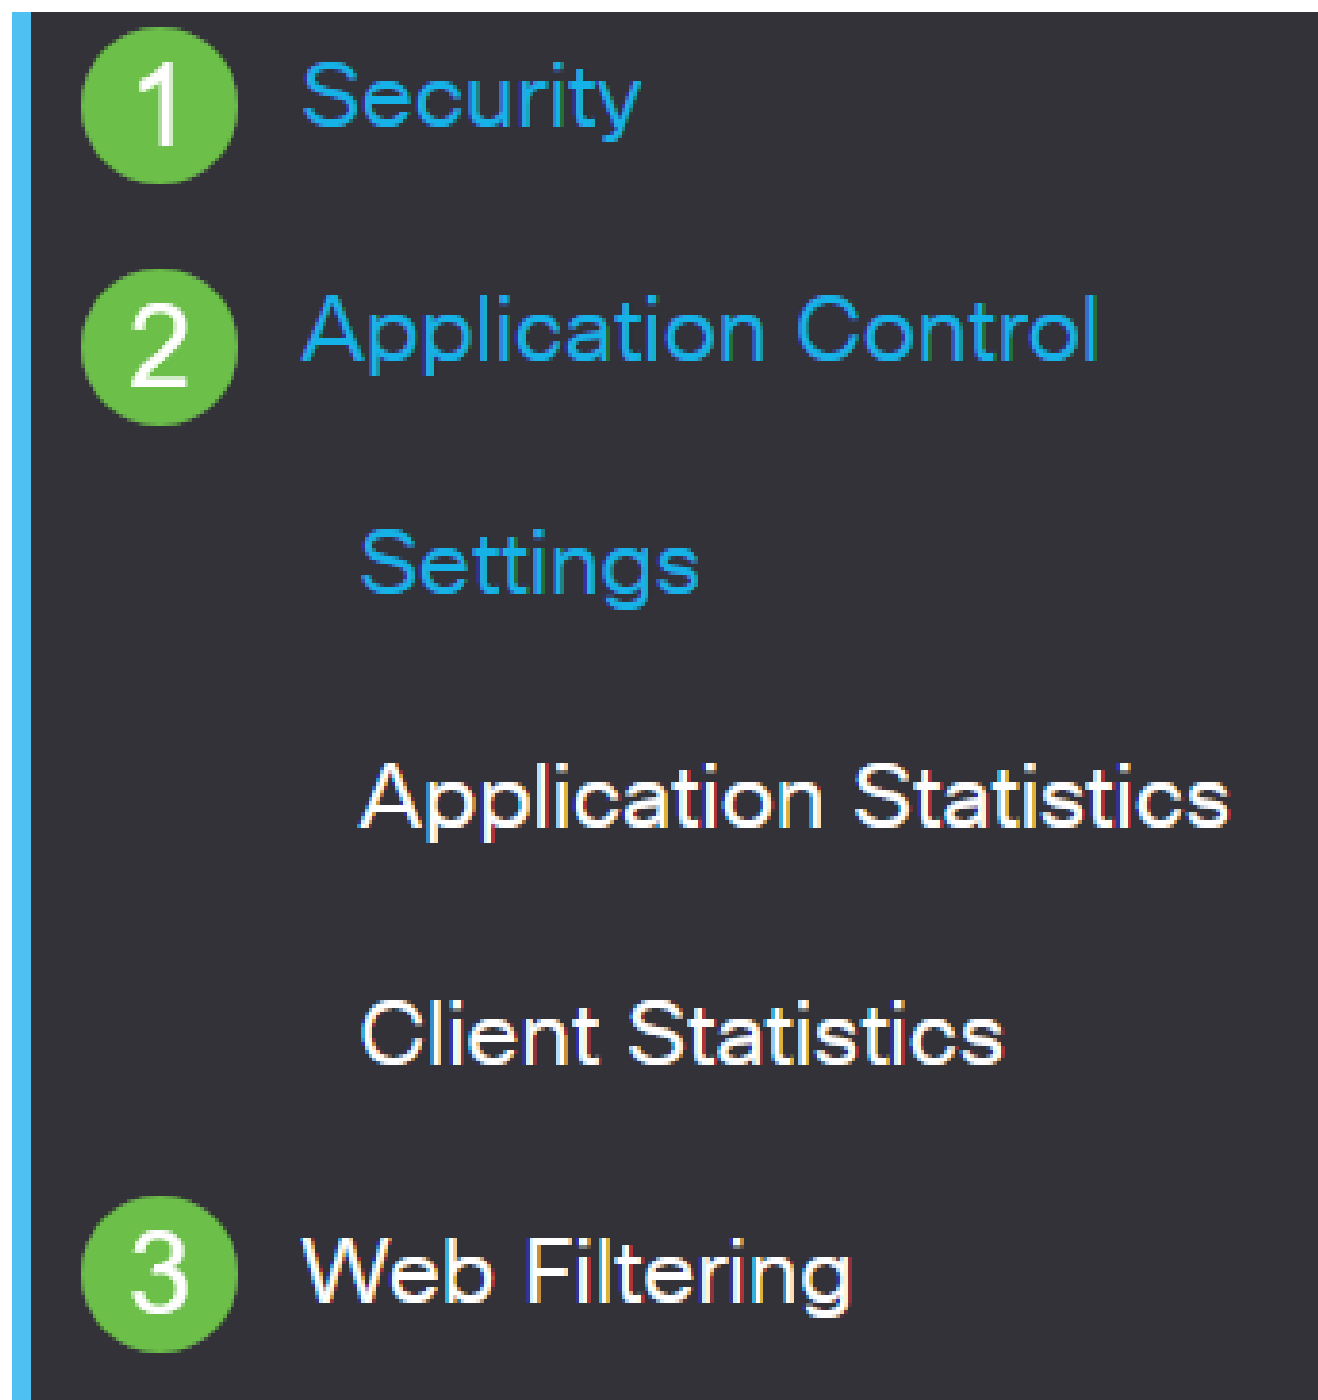 1 Security
2 Application Control
Settings
Application Statistics
Client Statistics
3 Web Filtering